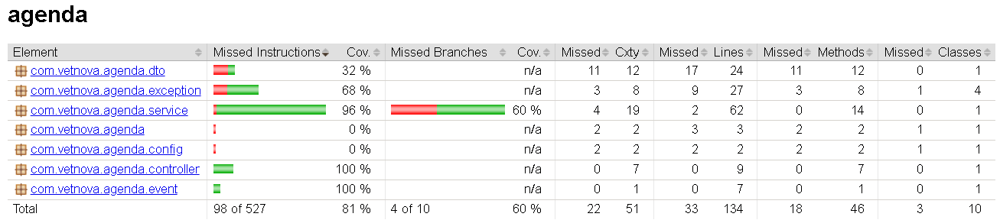 agenda
Element Missed Instructions Cov. Missed Branches Cov. Missed Cxty Missed Lines Missed Methods Missed Classes
com.vetnova.agenda.dto 32 % n/a 11 12 17 24 11 12 0 1
com.vetnova.agenda.exception 68 % n/a 3 8 9 27 3 8 1 4
com.vetnova.agenda.service 96 % 60 % 4 19 2 62 0 14 0 1
com.vetnova.agenda 0 % n/a 2 2 3 3 2 2 1 1
com.vetnova.agenda.config 0 % n/a 2 2 2 2 2 2 1 1
com.vetnova.agenda.controller 100 % n/a 0 7 0 9 0 7 0 1
com.vetnova.agenda.event 100 % n/a 0 1 0 7 0 1 0 1
Total 98 of 527 81 % 4 of 10 60 % 22 51 33 134 18 46 3 10